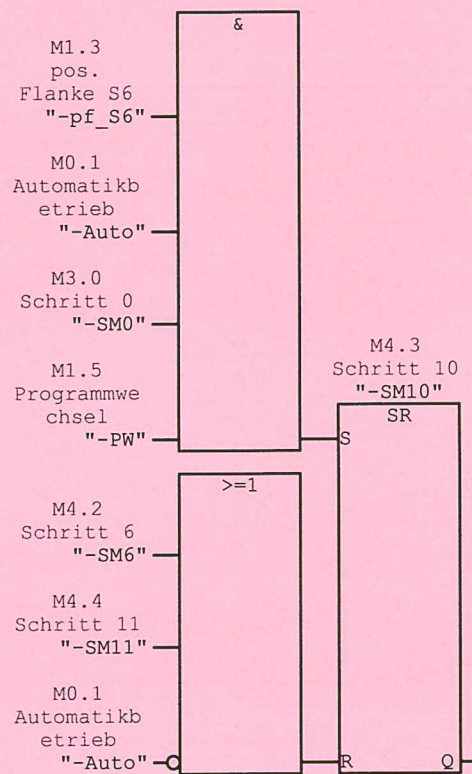 &
M1.3
pos.
Flanke S6
"-pf_S6"
M0.1
Automatikb
etrieb
"-Auto"
M3.0
Schritt 0
"-SM0"
M1.5
Programmwe
chsel
"-PW"
M4.3
Schritt 10
"-SM10"
SR
S
>=1
M4.2
Schritt 6
"-SM6"
M4.4
Schritt 11
"-SM11"
M0.1
Automatikb
etrieb
"-Auto"
R
Q